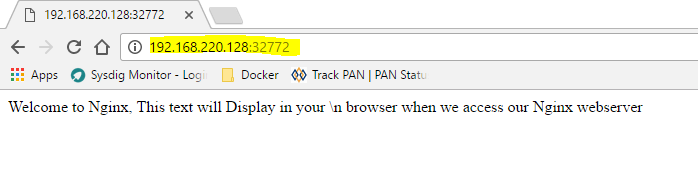 192.168.220.128:32772
192.168.220.128:32772
Apps Sysdig Monitor - Logi Docker Track PAN | PAN Statu
Welcome to Nginx, This text will Display in your \n browser when we access our Nginx webserver